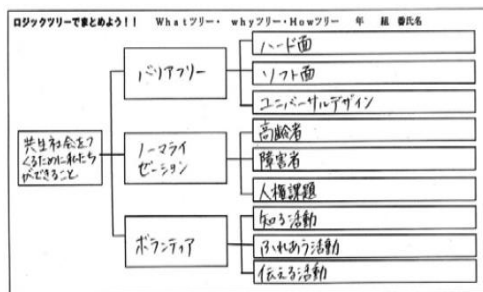 ロジックツリーでまとめよう！！ Whatツリー・ whyツリー・Howツリー 年 組 番氏名
共生社会をつ
くるために私たち
ができること
バリアフリー
ハード面
ソフト面
ユニバーサルデザイン
ノーマライ
ゼーション
高齢者
障害者
人権課題
ボランティア
知る活動
ふれあう活動
伝える活動